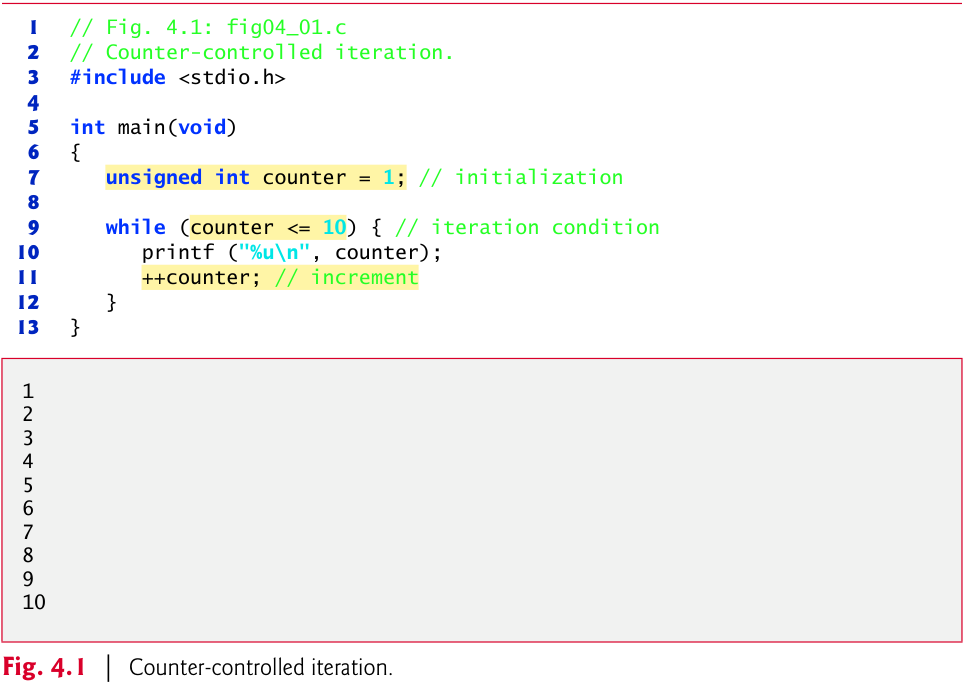 1 // Fig. 4.1: fig04_01.c
2 // Counter-controlled iteration.
3 #include <stdio.h>
4
5 int main(void)
6 {
7    unsigned int counter = 1; // initialization
8
9    while (counter <= 10) { // iteration condition
10       printf ("%u\n", counter);
11       ++counter; // increment
12    }
13 }
1
2
3
4
5
6
7
8
9
10
Fig. 4.1 | Counter-controlled iteration.